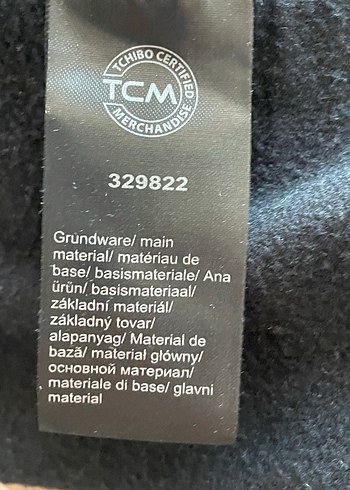 TCHIBO CERTIFIED
TCM
MERCHANDISE
329822
Grundware/ main
material/ matériau de
base/ basismateriale/ Ana
ürün/ basismateriaal/
základní materiál/
základný tovar/
alapanyag/ Material de
bază/ materiał główny/
основной материал/
materiale di base/ glavni
material